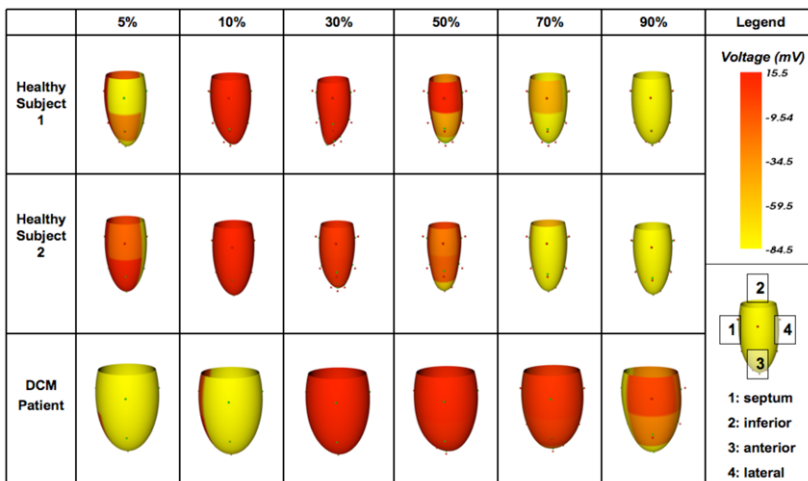 5% 10% 30% 50% 70% 90% Legend
Healthy
Subject
1
Healthy
Subject
2
DCM
Patient
Voltage (mV)
15.5
-9.54
-34.5
-59.5
-84.5
2
1 4
3
1: septum
2: inferior
3: anterior
4: lateral